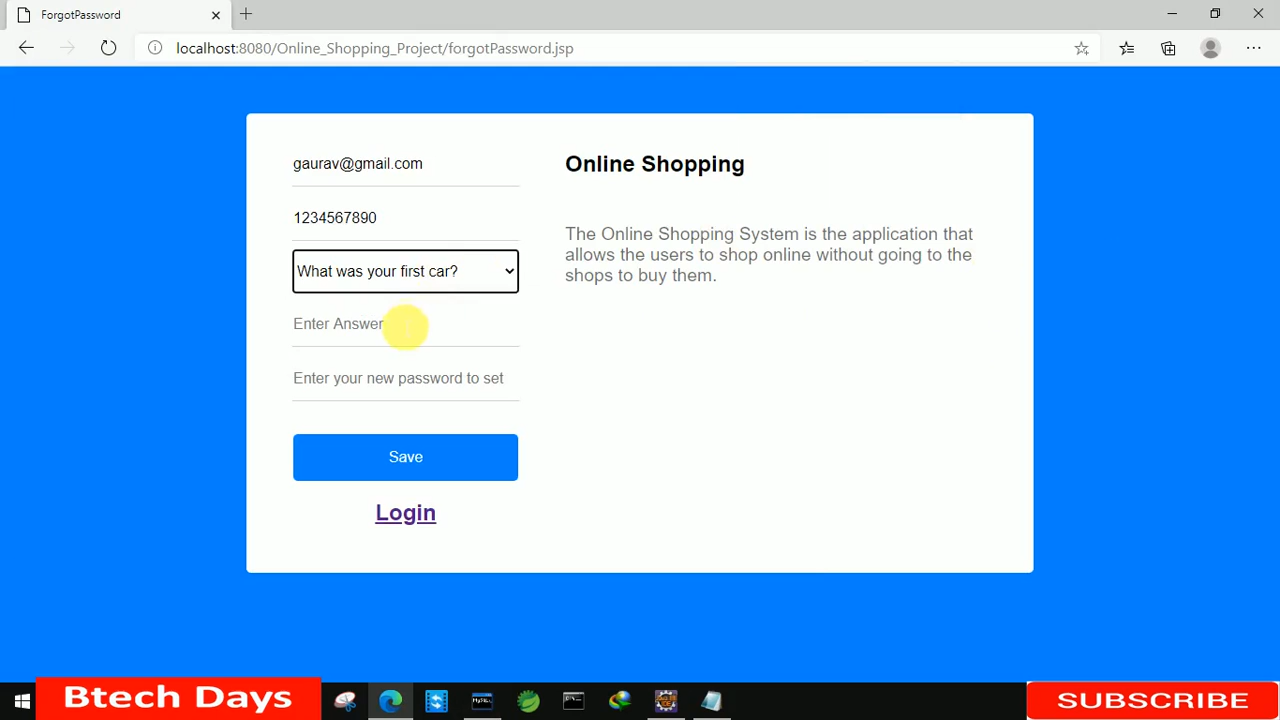 ForgotPassword
localhost:8080/Online_Shopping_Project/forgotPassword.jsp
gaurav@gmail.com
1234567890
What was your first car?
Enter Answer
Enter your new password to set
Save
Login
Online Shopping
The Online Shopping System is the application that
allows the users to shop online without going to the
shops to buy them.
Btech Days
SUBSCRIBE